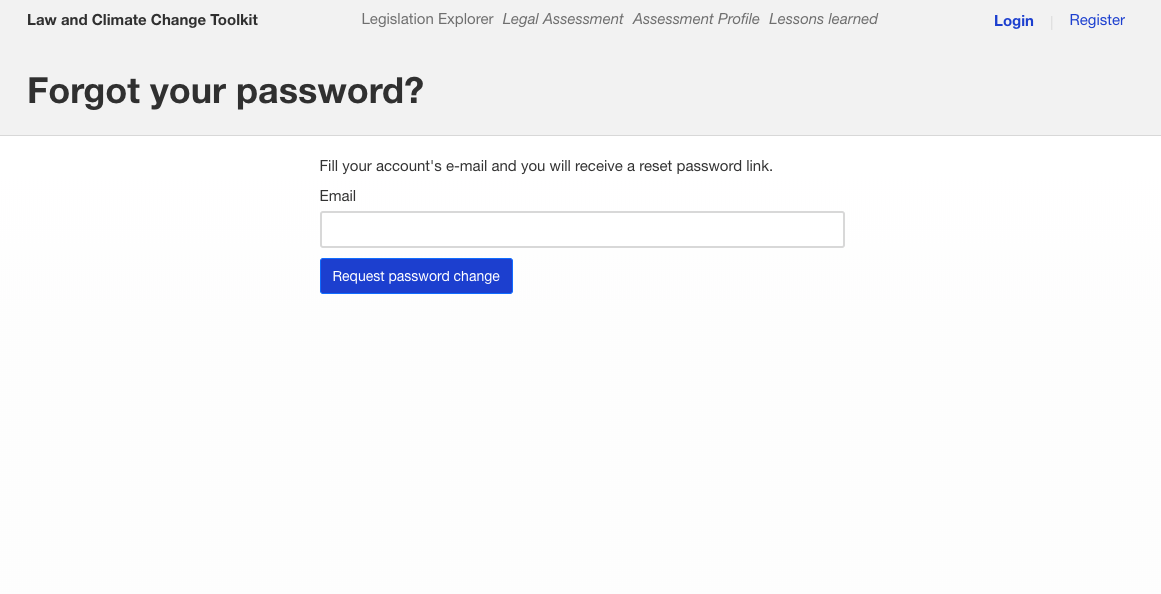 Law and Climate Change Toolkit
Legislation Explorer Legal Assessment Assessment Profile Lessons learned
Login | Register
Forgot your password?
Fill your account's e-mail and you will receive a reset password link.
Email
Request password change